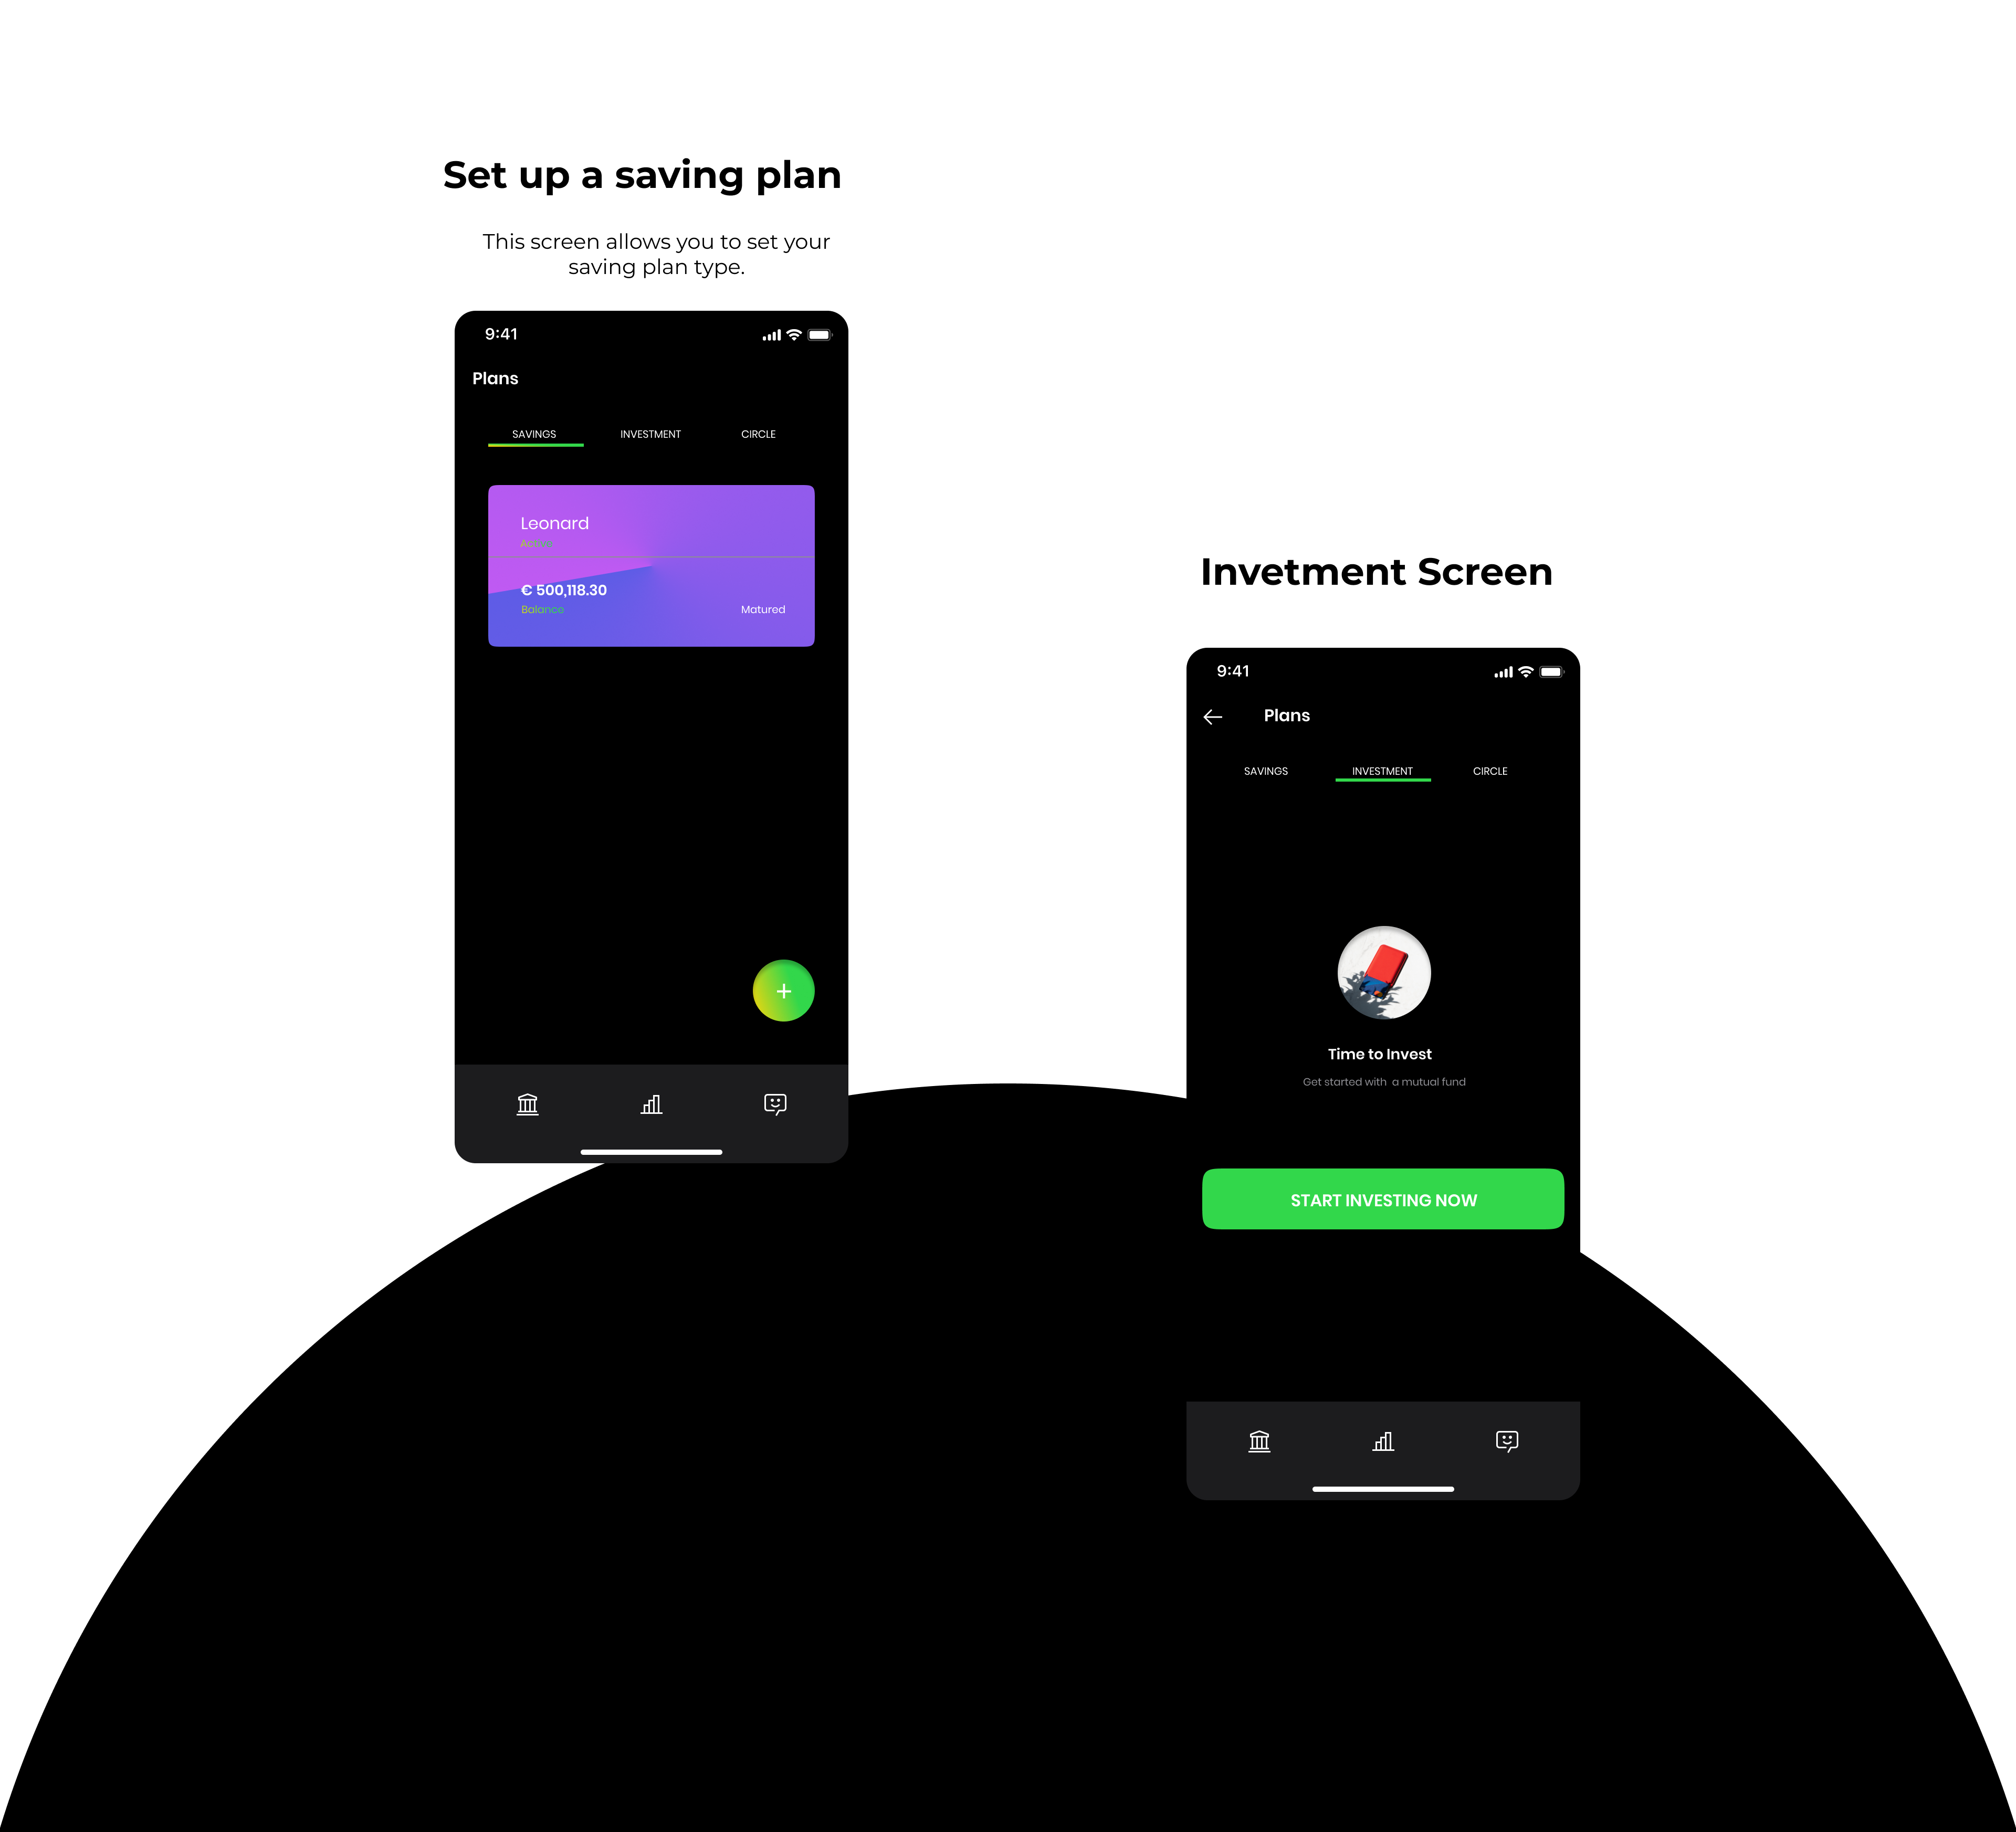 Set up a saving plan
This screen allows you to set your
saving plan type.
9:41
Plans
SAVINGS INVESTMENT CIRCLE
Leonard
Active
€ 500,118.30
Balance Matured
Invetment Screen
9:41
Plans
SAVINGS INVESTMENT CIRCLE
Time to Invest
Get started with a mutual fund
START INVESTING NOW